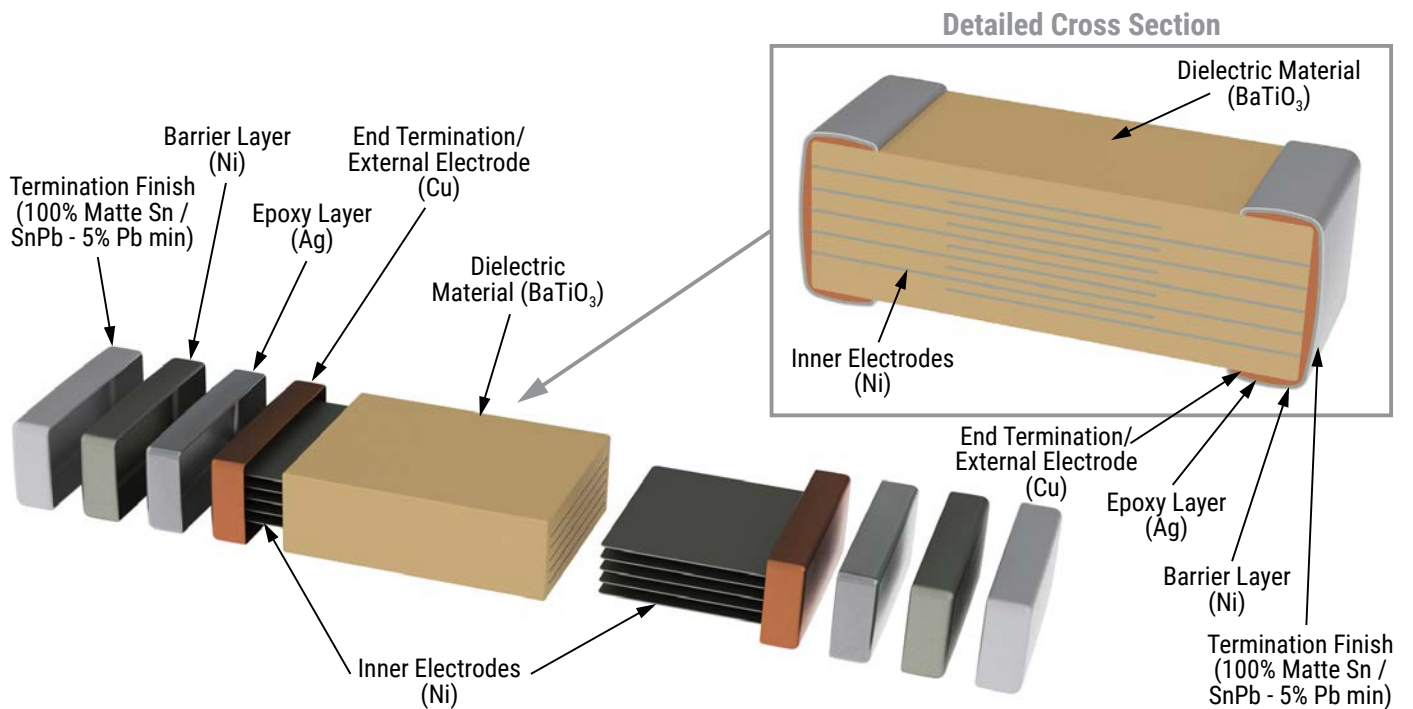 Detailed Cross Section
Dielectric Material
(BaTiO₃)
Inner Electrodes
(Ni)
End Termination/
External Electrode
(Cu)
Epoxy Layer
(Ag)
Barrier Layer
(Ni)
Termination Finish
(100% Matte Sn /
SnPb - 5% Pb min)
Termination Finish
(100% Matte Sn /
SnPb - 5% Pb min)
Barrier Layer
(Ni)
Epoxy Layer
(Ag)
End Termination/
External Electrode
(Cu)
Dielectric
Material (BaTiO₃)
Inner Electrodes
(Ni)